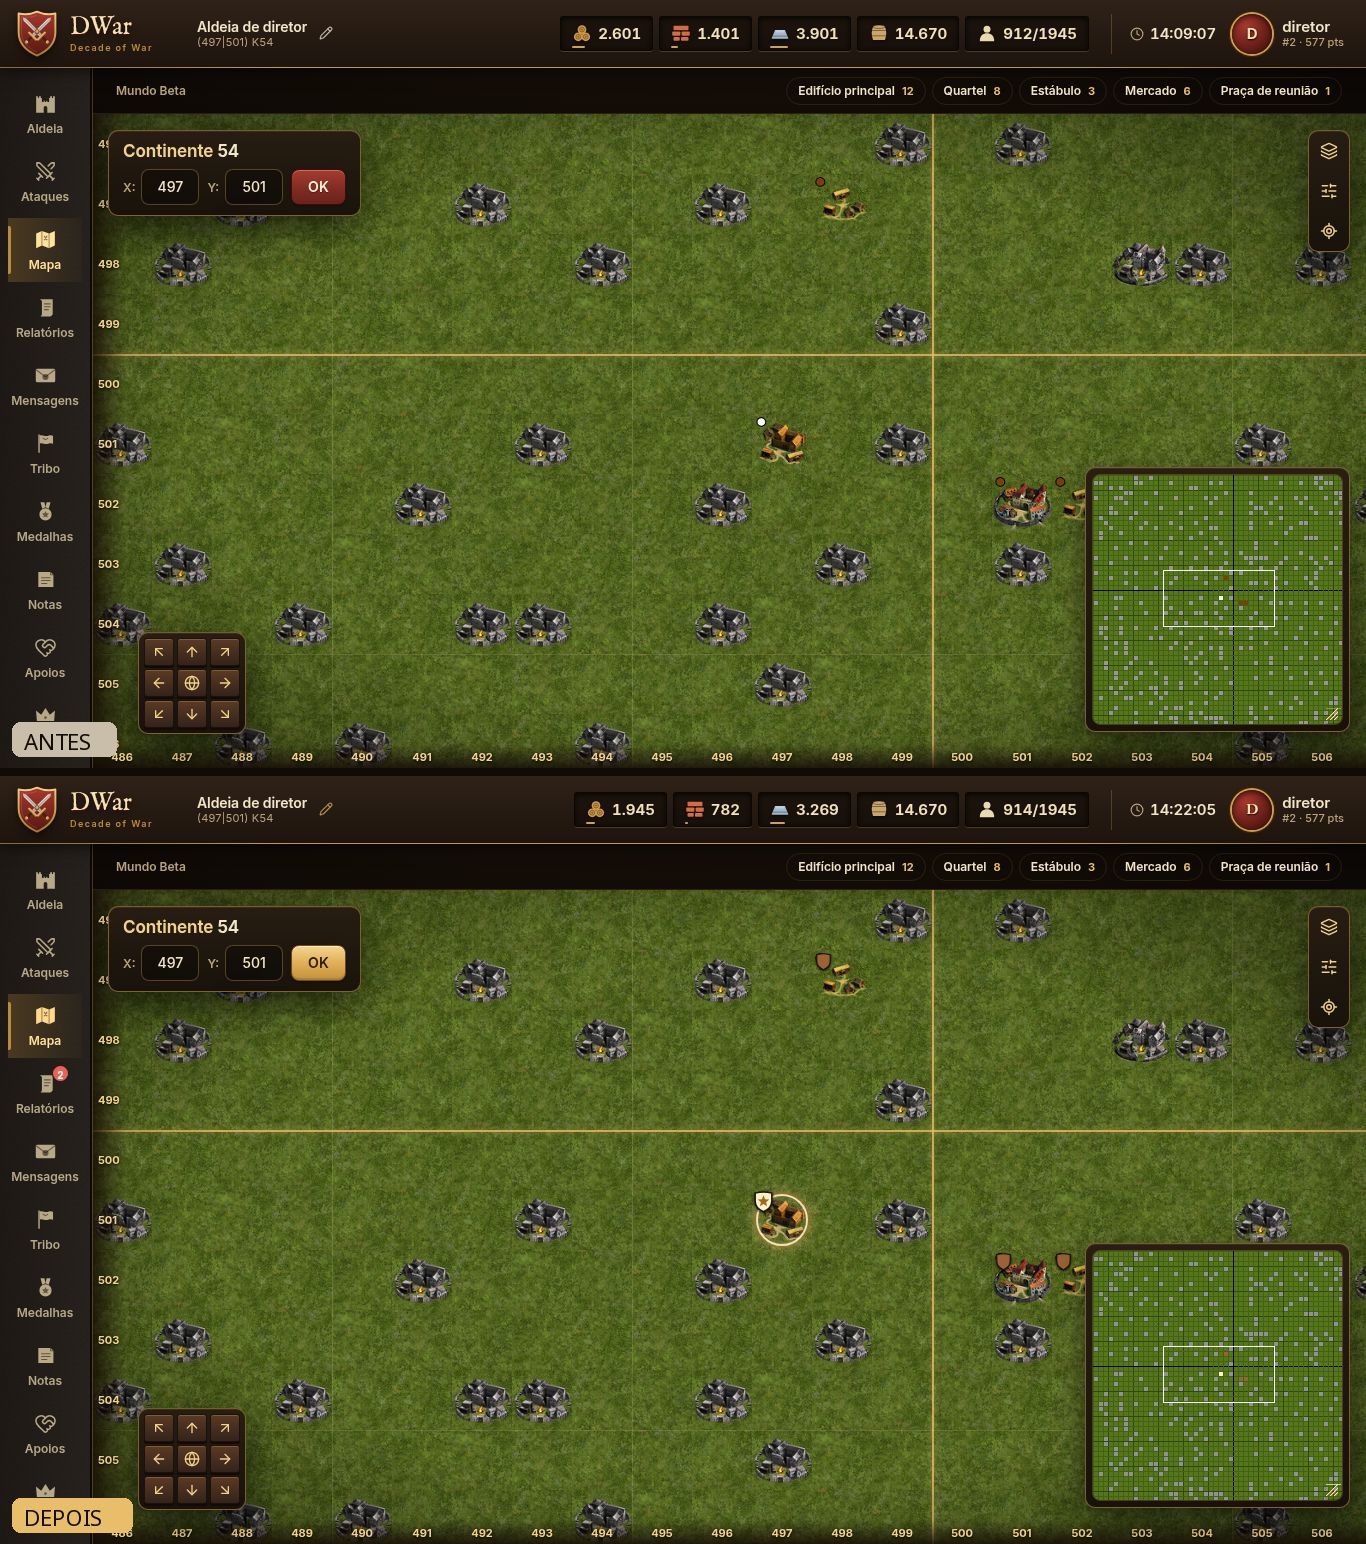 DWar
Decade of War
Aldeia de diretor
(497|501) K54
2.601
1.401
3.901
14.670
912/1945
14:09:07
D
diretor
#2 · 577 pts
Mundo Beta
Edifício principal 12
Quartel 8
Estábulo 3
Mercado 6
Praça de reunião 1
Aldeia
Ataques
Mapa
Relatórios
Mensagens
Tribo
Medalhas
Notas
Apoios
Continente 54
X: 497 Y: 501 OK
498
499
500
501
502
503
504
505
ANTES
486 487 488 489 490 491 492 493 494 495 496 497 498 499 500 501 502 503 504 505 506
DWar
Decade of War
Aldeia de diretor
(497|501) K54
1.945
782
3.269
14.670
914/1945
14:22:05
D
diretor
#2 · 577 pts
Mundo Beta
Edifício principal 12
Quartel 8
Estábulo 3
Mercado 6
Praça de reunião 1
Aldeia
Ataques
Mapa
2
Relatórios
Mensagens
Tribo
Medalhas
Notas
Apoios
Continente 54
X: 497 Y: 501 OK
498
499
500
501
502
503
504
505
DEPOIS
486 487 488 489 490 491 492 493 494 495 496 497 498 499 500 501 502 503 504 505 506